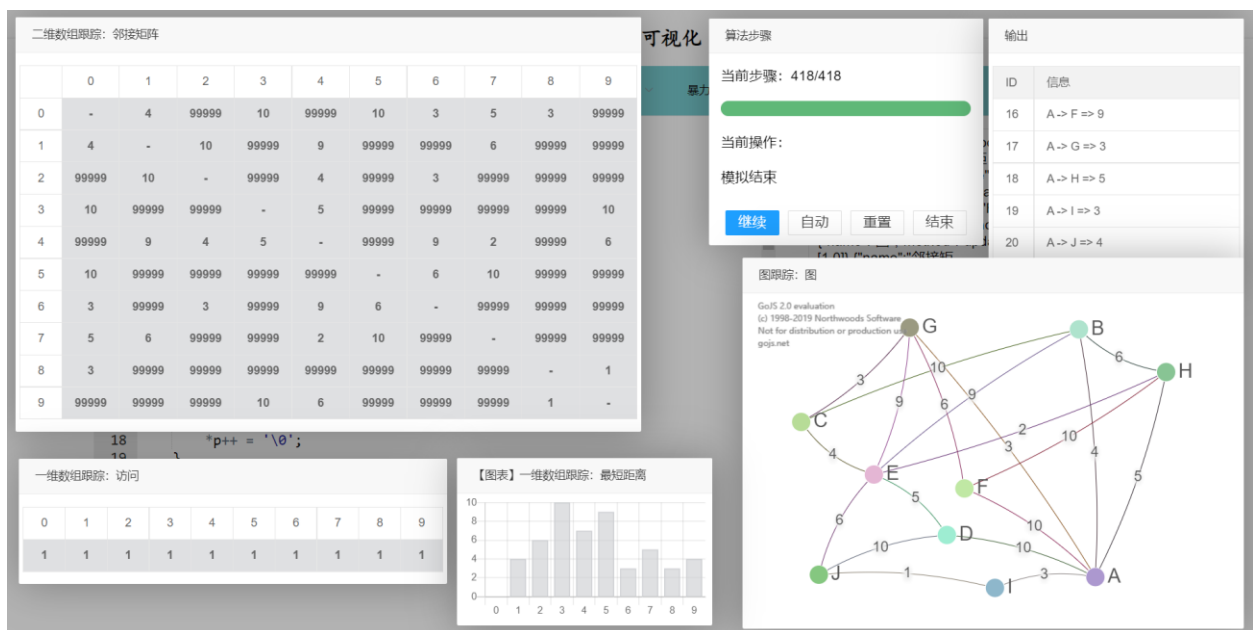 二维数组跟踪：邻接矩阵
0 1 2 3 4 5 6 7 8 9
0 - 4 99999 10 99999 10 3 5 3 99999
1 4 - 10 99999 9 99999 99999 6 99999 99999
2 99999 10 - 99999 4 99999 3 99999 99999 99999
3 10 99999 99999 - 5 99999 99999 99999 99999 10
4 99999 9 4 5 - 99999 9 2 99999 6
5 10 99999 99999 99999 99999 - 6 10 99999 99999
6 3 99999 3 99999 9 6 - 99999 99999 99999
7 5 6 99999 99999 2 10 99999 - 99999 99999
8 3 99999 99999 99999 99999 99999 99999 99999 - 1
9 99999 99999 99999 10 6 99999 99999 99999 1 -
可视化
暴力
算法步骤
当前步骤：418/418
当前操作：
模拟结束
继续 自动 重置 结束
输出
ID 信息
16 A -> F => 9
17 A -> G => 3
18 A -> H => 5
19 A -> I => 3
20 A -> J => 4
18 *p++ = '\0';
19
一维数组跟踪：访问
0 1 2 3 4 5 6 7 8 9
1 1 1 1 1 1 1 1 1 1
【图表】一维数组跟踪：最短距离
10
8
6
4
2
0
0 1 2 3 4 5 6 7 8 9
图跟踪：图
GoJS 2.0 evaluation
(c) 1998-2019 Northwoods Software
Not for distribution or production
gojs.net
G
B
6
H
10
3
9
6
9
C
2
10
3
4
4
E
5
F
5
6
10
D
10
10
J
1
3
A
I